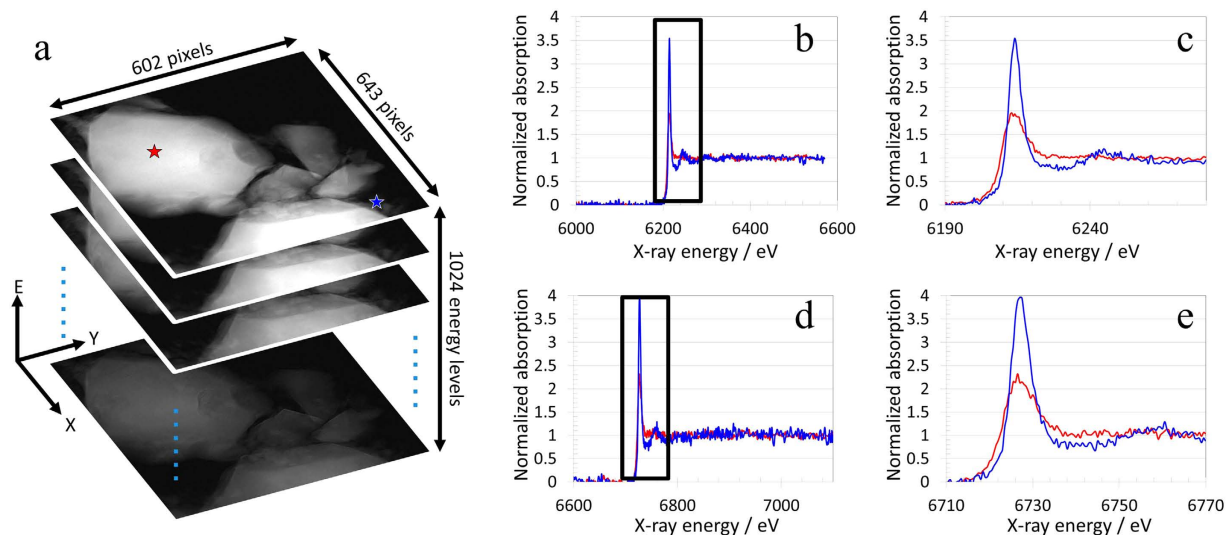 a
602 pixels
643 pixels
1024 energy levels
E
Y
X
b
Normalized absorption
4
3.5
3
2.5
2
1.5
1
0.5
0
6000 6200 6400 6600
X-ray energy / eV
c
Normalized absorption
4
3.5
3
2.5
2
1.5
1
0.5
0
6190 6240
X-ray energy / eV
d
Normalized absorption
4
3.5
3
2.5
2
1.5
1
0.5
0
6600 6800 7000
X-ray energy / eV
e
Normalized absorption
4
3.5
3
2.5
2
1.5
1
0.5
0
6710 6730 6750 6770
X-ray energy / eV